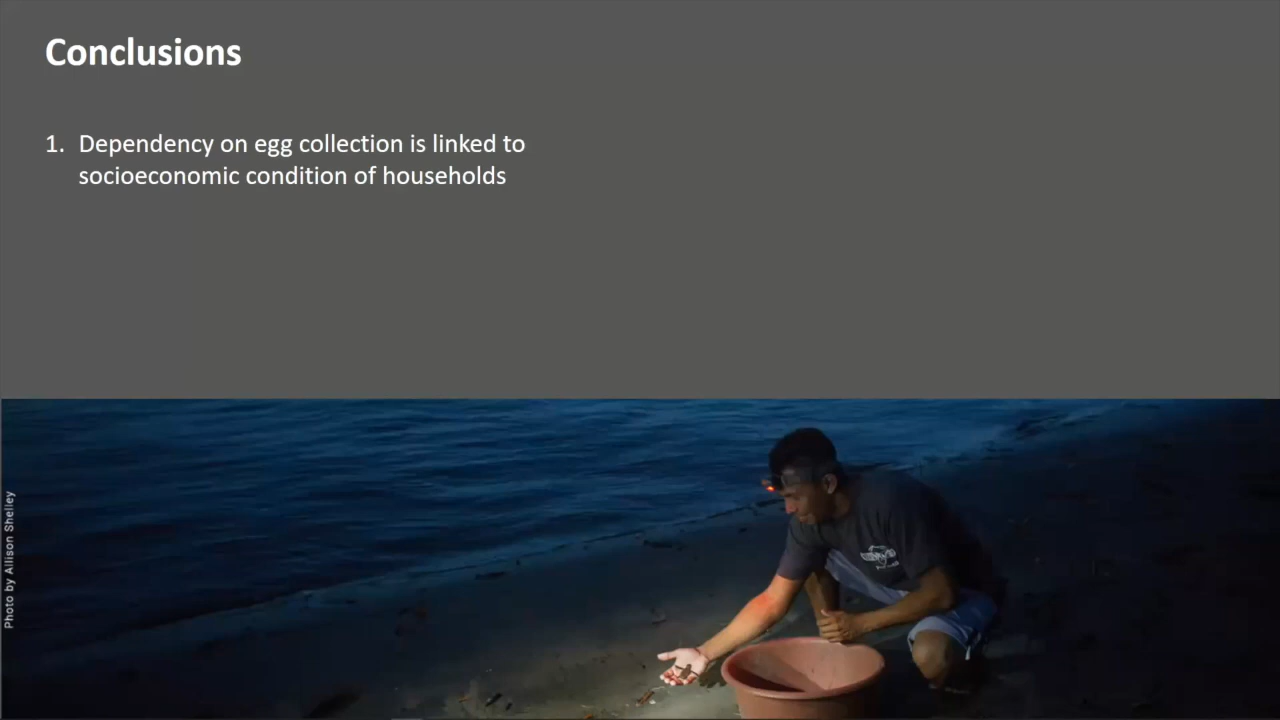 Conclusions
1. Dependency on egg collection is linked to
socioeconomic condition of households
Photo by Allison Shelley